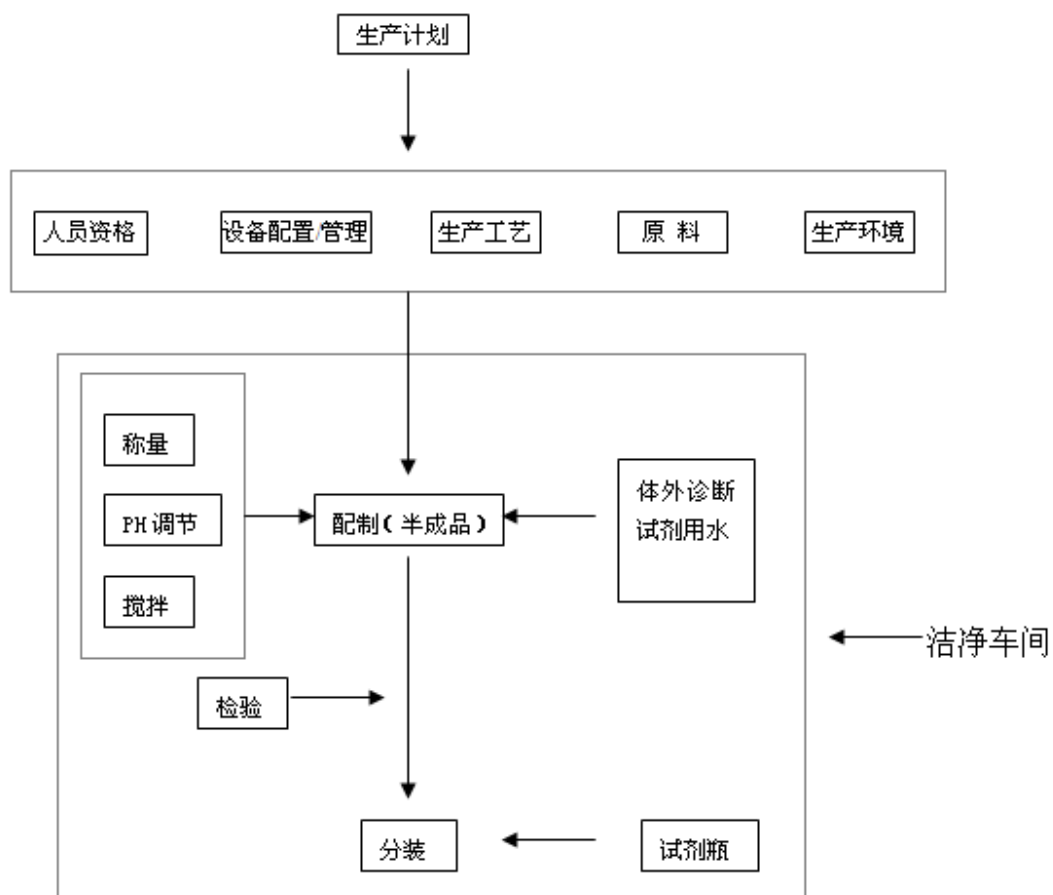 生产计划
人员资格
设备配置/管理
生产工艺
原 料
生产环境
称量
PH调节
搅拌
配制（半成品）
体外诊断
试剂用水
洁净车间
检验
分装
试剂瓶